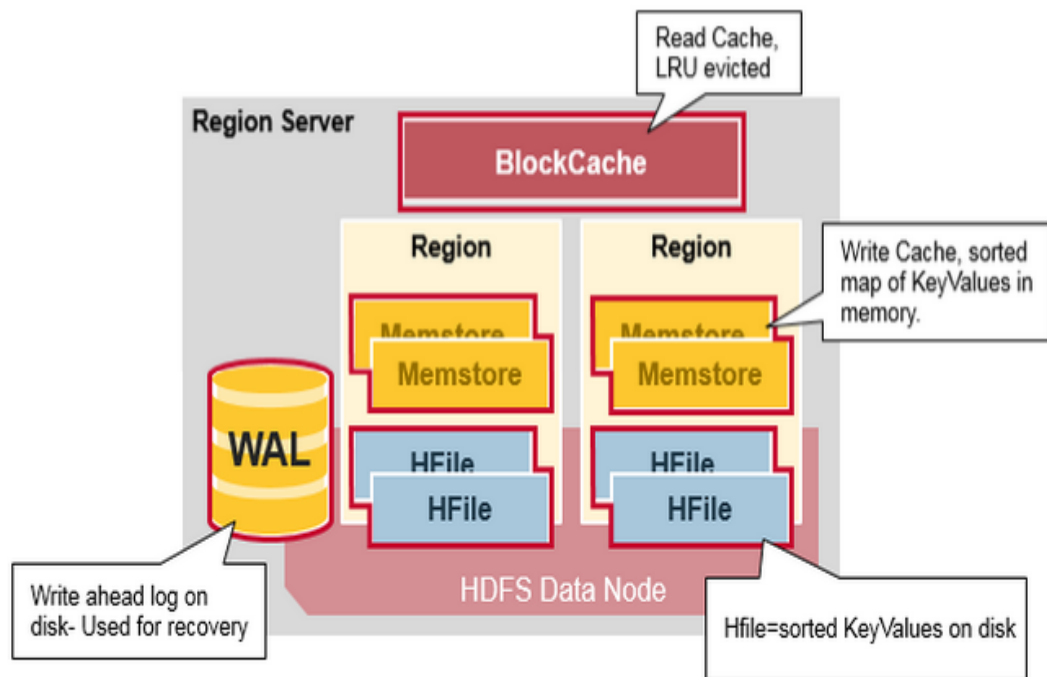 Read Cache,
LRU evicted
Region Server
BlockCache
Region
Region
Write Cache, sorted
map of KeyValues in
memory.
Memstore
Memstore
Memstore
Memstore
WAL
HFile
HFile
HFile
HFile
HDFS Data Node
Write ahead log on
disk- Used for recovery
Hfile=sorted KeyValues on disk